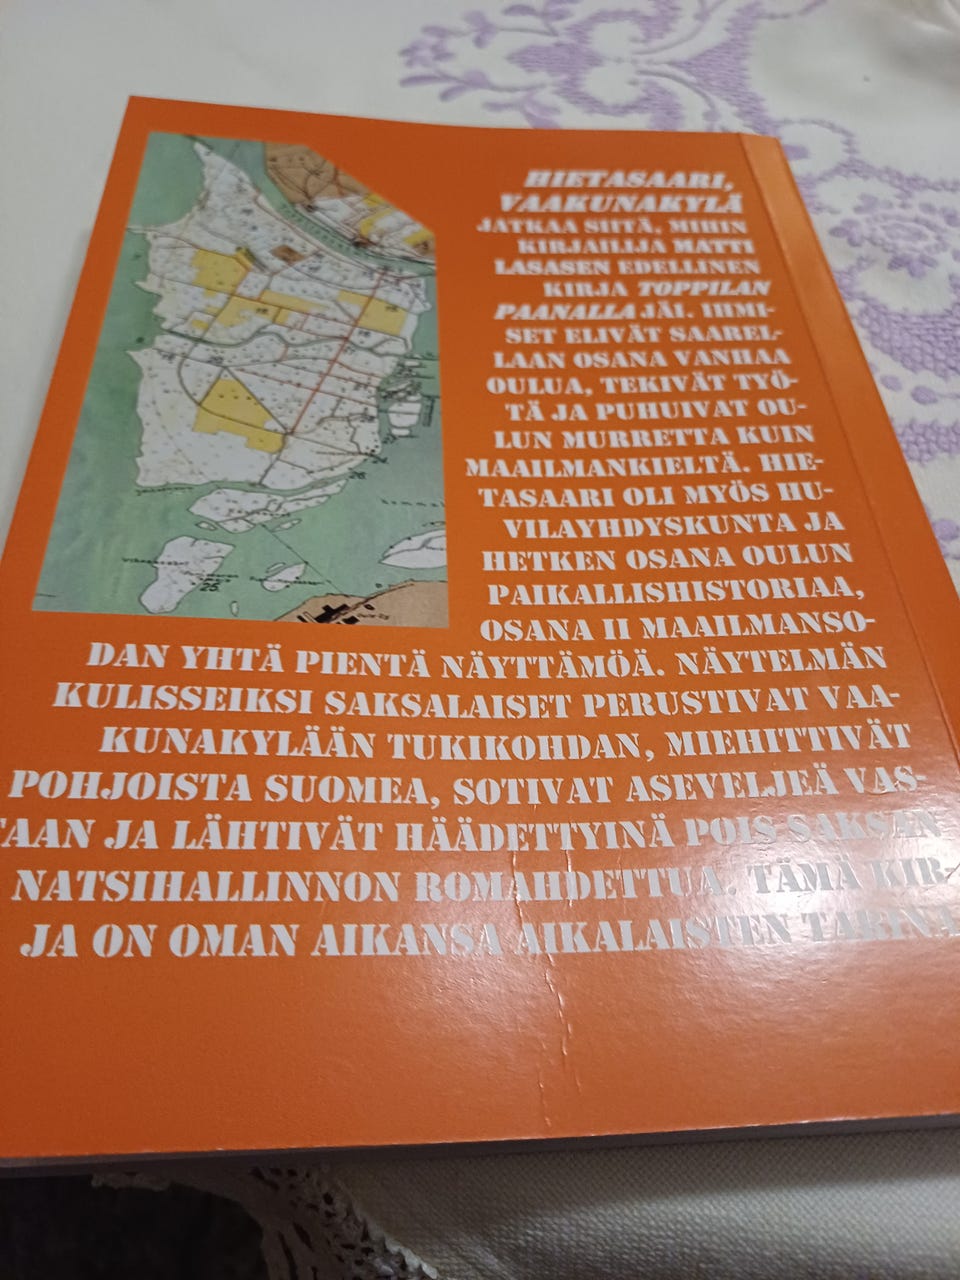 HIETASAARI,
VAAKUNAKYLÄ
JATKAA SIITÄ, MIHIN
KIRJAILIJA MATTI
LASASEN EDELLINEN
KIRJA TOPPILAN
PAANALLA JÄI. IHMI-
SET ELIVÄT SAAREL-
LAAN OSANA VANHAA
OULUA, TEKIVÄT TYÖ-
TÄ JA PUHUIVAT OU-
LUN MURRETTA KUIN
MAAILMANKIELTÄ. HIE-
TASAARI OLI MYÖS HU-
VILAYHDYSKUNTA JA
HETKEN OSANA OULUN
PAIKALLISHISTORIAA,
OSANA II MAAILMANSO-
DAN YHTÄ PIENTÄ NÄYTTÄMÖÄ. NÄYTELMÄN
KULISSEIKSI SAKSALAISET PERUSTIVAT VAA-
KUNAKYLÄÄN TUKIKOHDAN, MIEHITTIVÄT
POHJOISTA SUOMEA, SOTIVAT ASEVELJEÄ VAS-
TAAN JA LÄHTIVÄT HÄÄDETTYINÄ POIS SAKSAN
NATSIHALLINNON ROMAHDETTUA. TÄMÄ KIR-
JA ON OMAN AIKANSA AIKALAISTEN TARINA
25.
26.